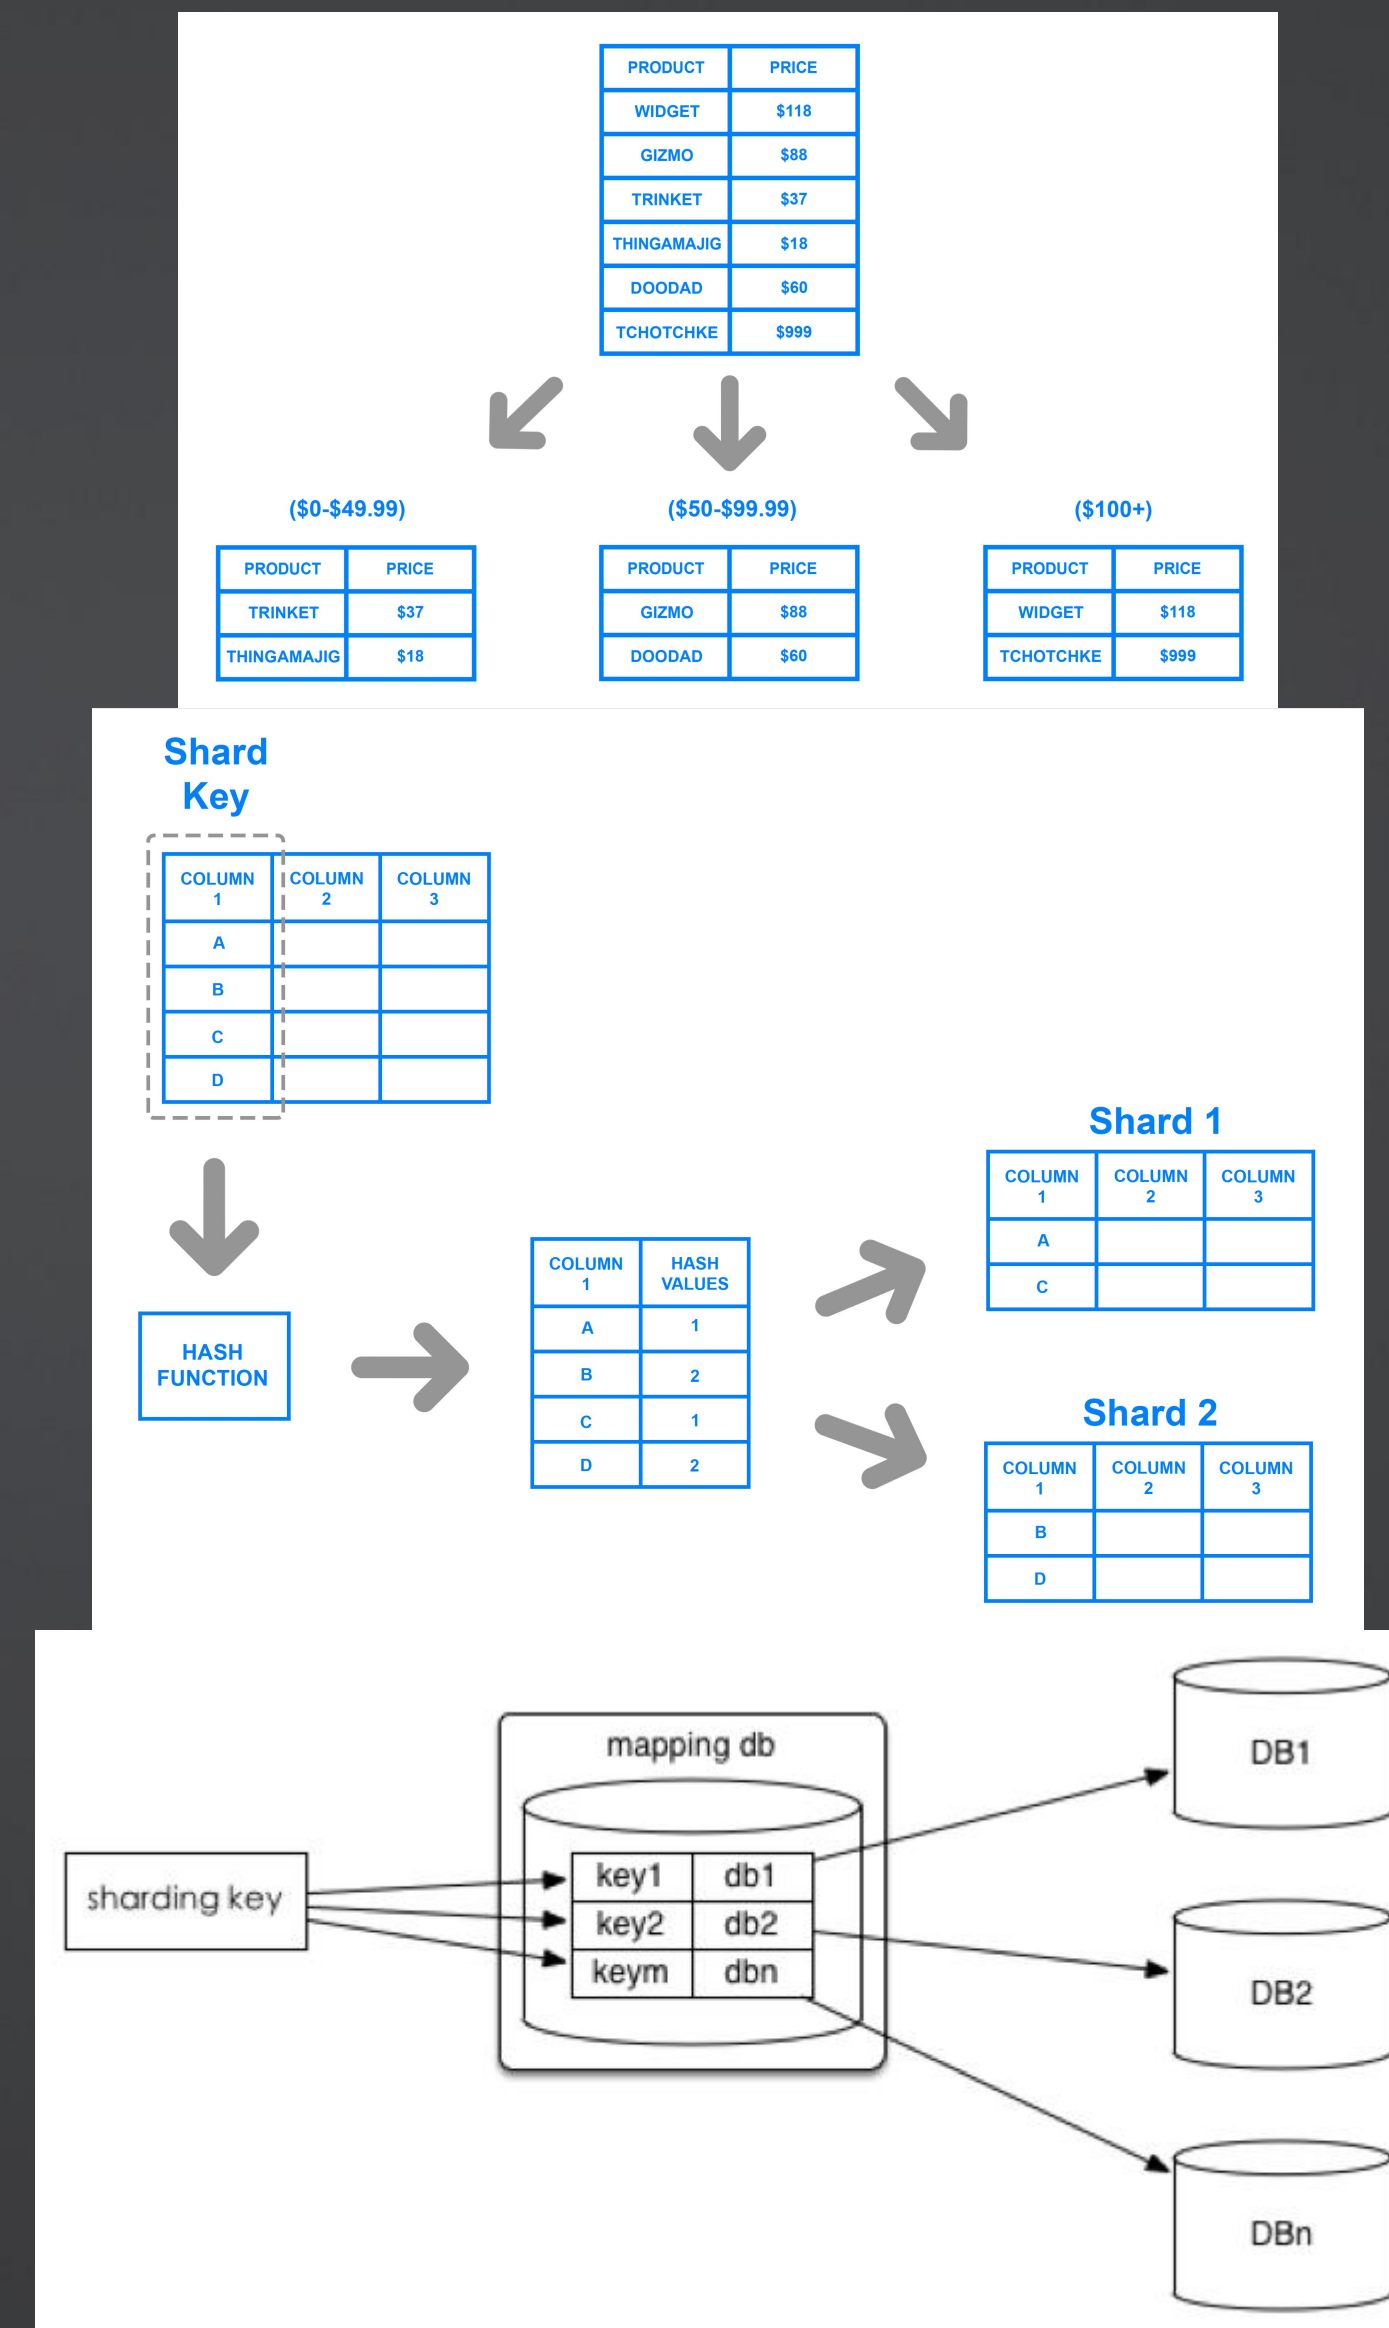 PRODUCT PRICE
WIDGET $118
GIZMO $88
TRINKET $37
THINGAMAJIG $18
DOODAD $60
TCHOTCHKE $999
($0-$49.99) ($50-$99.99) ($100+)
PRODUCT PRICE PRODUCT PRICE PRODUCT PRICE
TRINKET $37 GIZMO $88 WIDGET $118
THINGAMAJIG $18 DOODAD $60 TCHOTCHKE $999
Shard
Key
COLUMN COLUMN COLUMN
1 2 3
A
B
C
D
HASH
FUNCTION
COLUMN HASH
1 VALUES
A 1
B 2
C 1
D 2
Shard 1
COLUMN COLUMN COLUMN
1 2 3
A
C
Shard 2
COLUMN COLUMN COLUMN
1 2 3
B
D
sharding key
mapping db
key1 db1
key2 db2
keym dbn
DB1
DB2
DBn